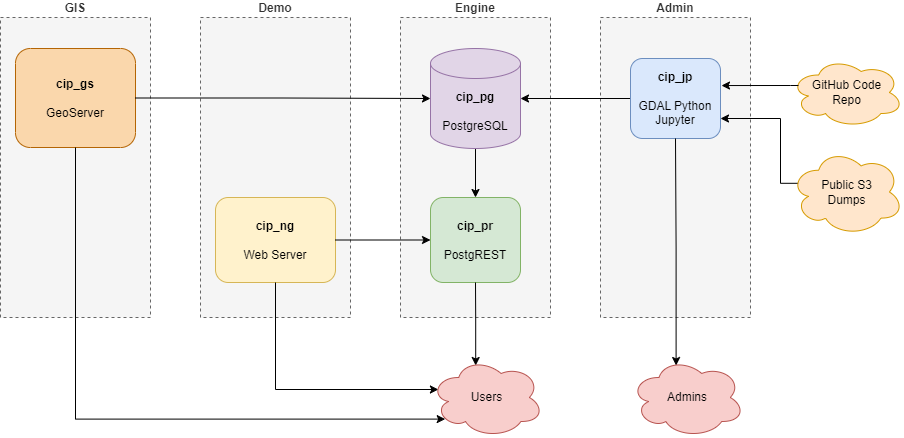 GIS
Demo
Engine
Admin
cip_gs
GeoServer
cip_pg
PostgreSQL
cip_jp
GDAL Python
Jupyter
GitHub Code
Repo
Public S3
Dumps
cip_ng
Web Server
cip_pr
PostgREST
Users
Admins